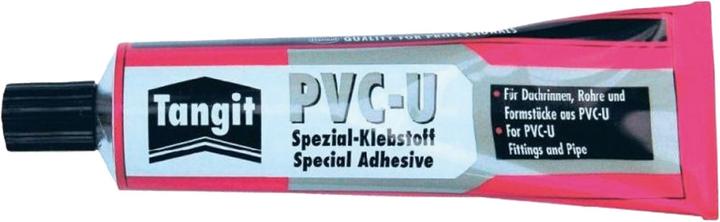 QUALITY FOR PROFESSIONALS
Tangit
PVC-U
Spezial-Klebstoff
Special Adhesive
• Für Dachrinnen, Rohre und
Formstücke aus PVC-U
• For PVC-U
Fittings and Pipe